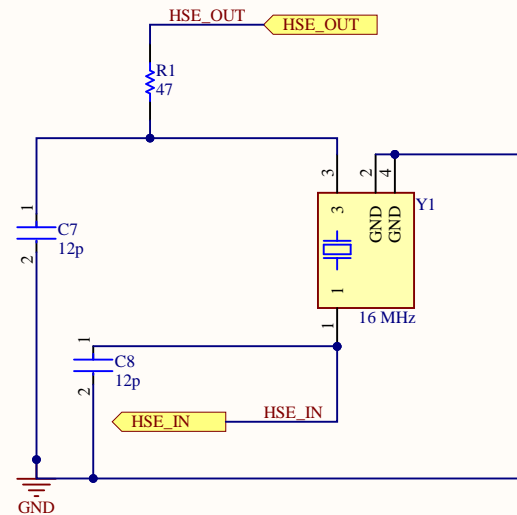 HSE_OUT
HSE_OUT
R1
47
3
2
4
1
C7
12p
2
3
GND
GND
Y1
1
16 MHz
1
1
C8
12p
2
HSE_IN
HSE_IN
GND